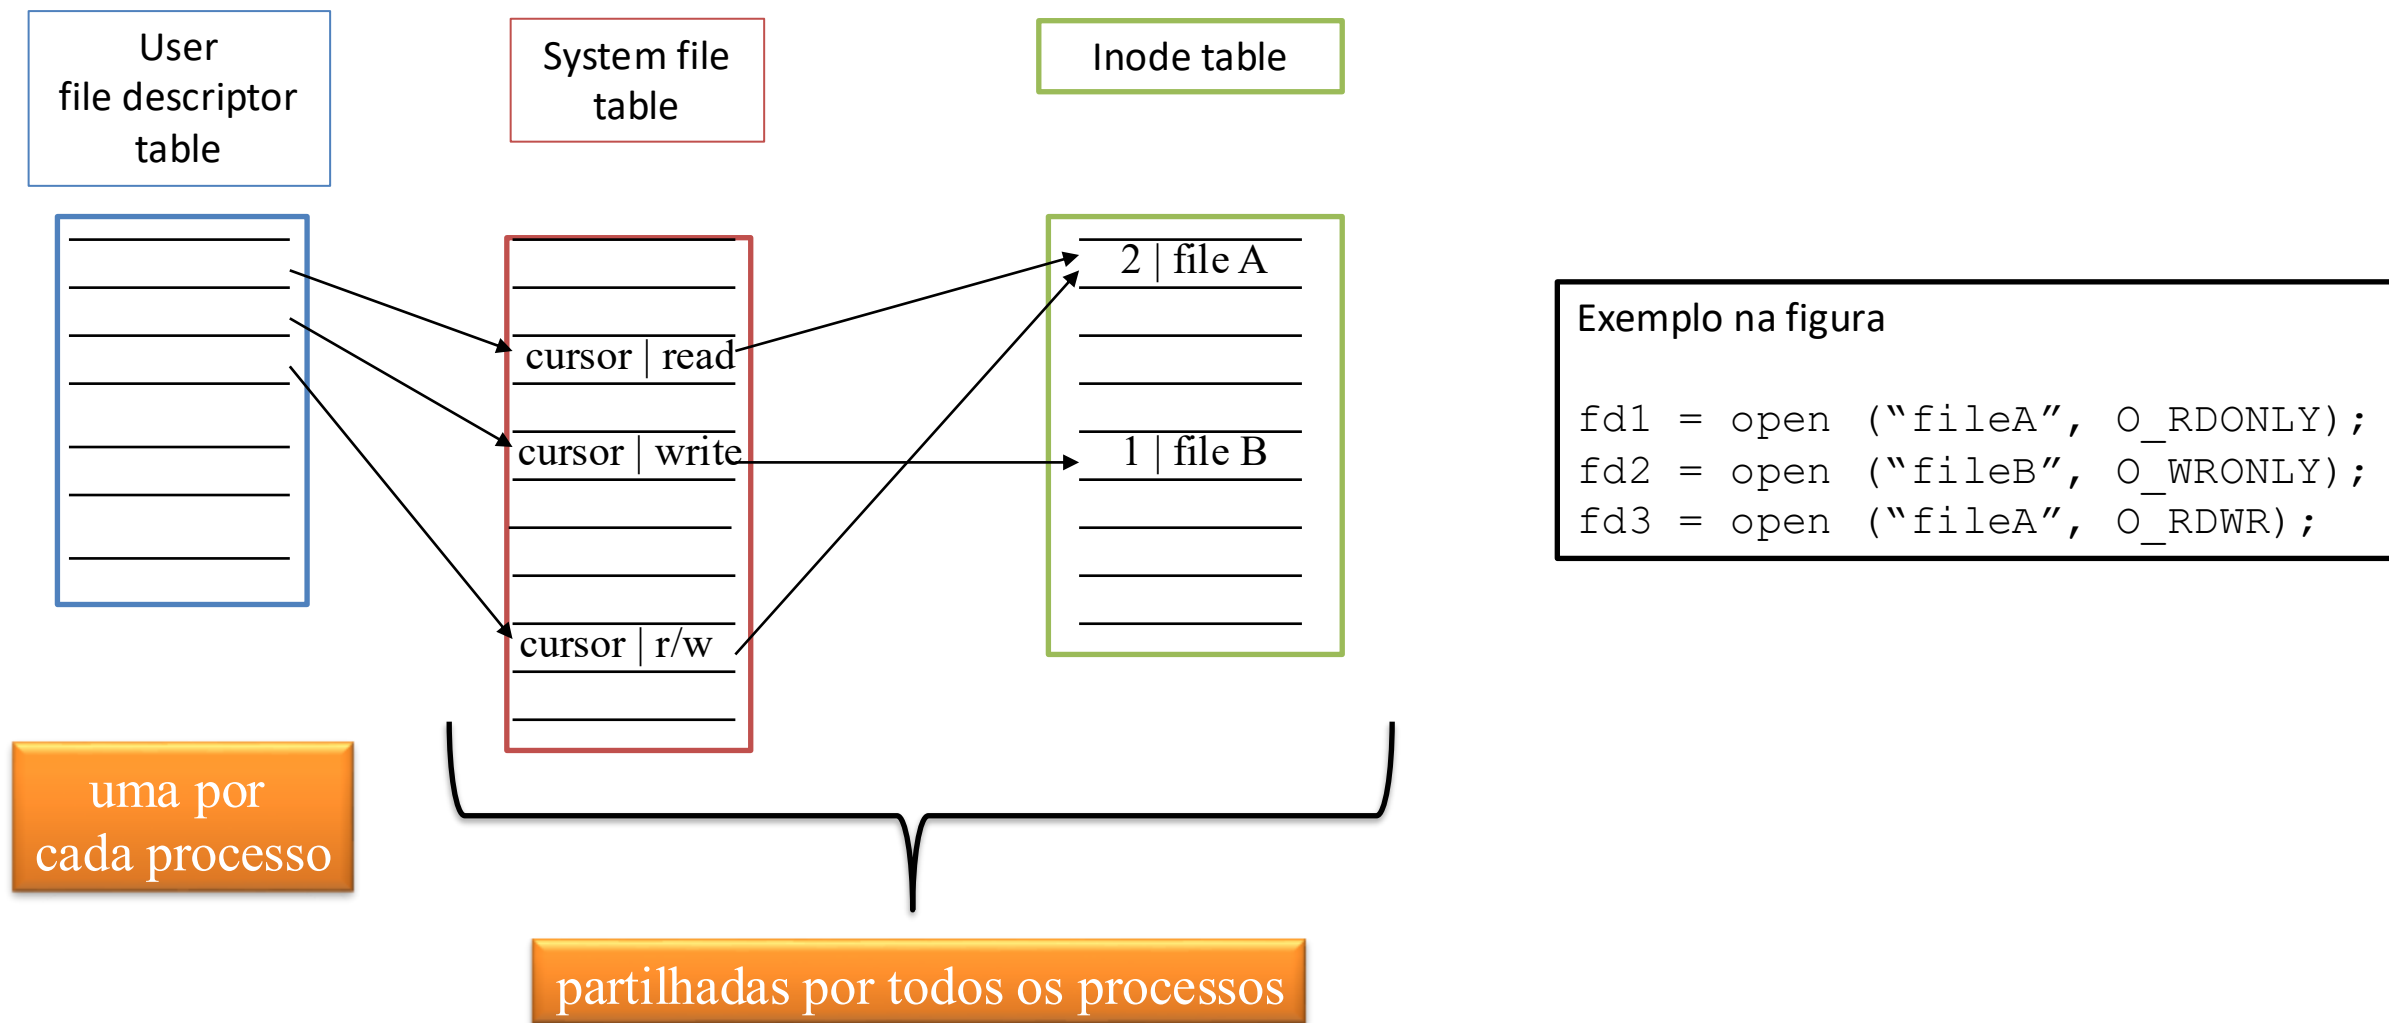 User
file descriptor
table
System file
table
Inode table
cursor | read
cursor | write
cursor | r/w
2 | file A
1 | file B
Exemplo na figura
fd1 = open (“fileA”, O_RDONLY);
fd2 = open (“fileB”, O_WRONLY);
fd3 = open (“fileA”, O_RDWR);
uma por
cada processo
partilhadas por todos os processos